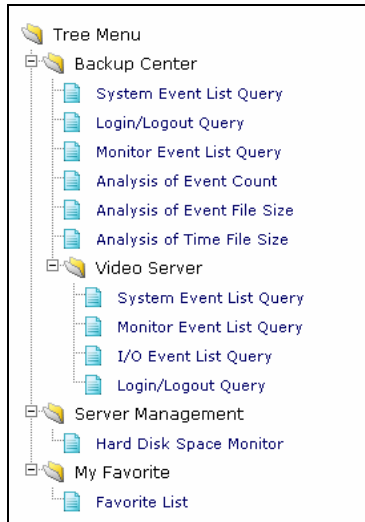 Tree Menu
Backup Center
System Event List Query
Login/Logout Query
Monitor Event List Query
Analysis of Event Count
Analysis of Event File Size
Analysis of Time File Size
Video Server
System Event List Query
Monitor Event List Query
I/O Event List Query
Login/Logout Query
Server Management
Hard Disk Space Monitor
My Favorite
Favorite List